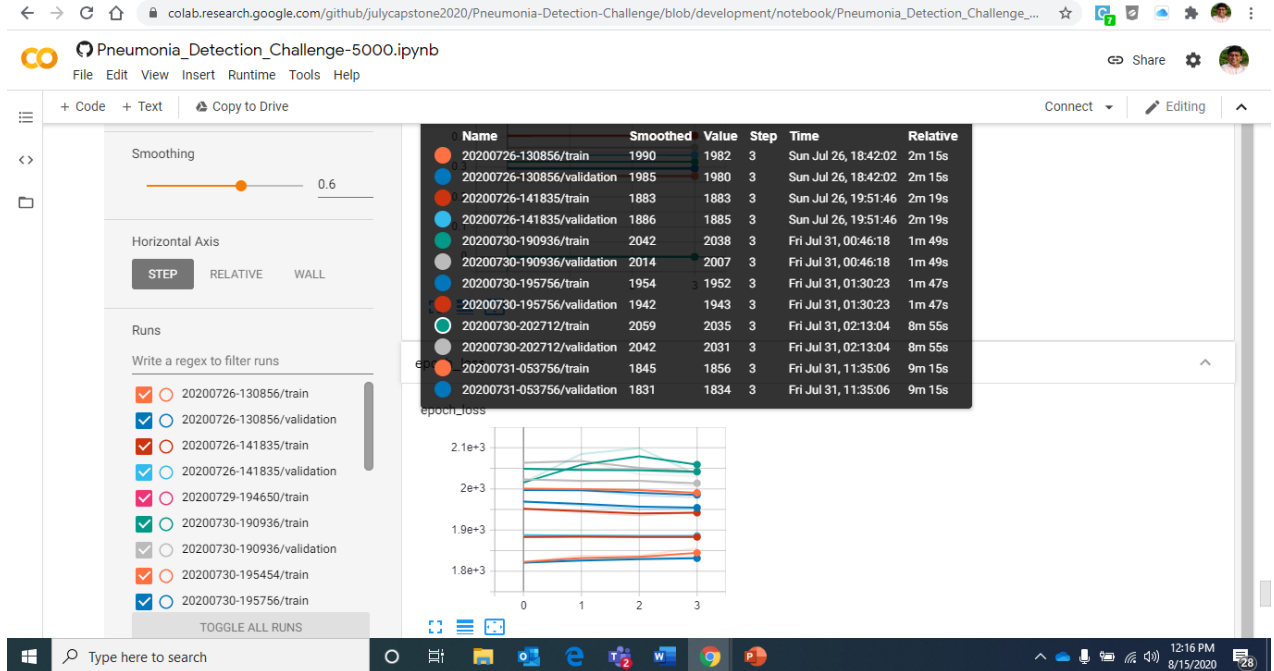 colab.research.google.com/github/julycapstone2020/Pneumonia-Detection-Challenge/blob/development/notebook/Pneumonia_Detection_Challenge_...
7
Pneumonia_Detection_Challenge-5000.ipynb
File Edit View Insert Runtime Tools Help
Share
+ Code + Text Copy to Drive
Connect Editing
Smoothing
0.6
Horizontal Axis
STEP RELATIVE WALL
Runs
Write a regex to filter runs
20200726-130856/train
20200726-130856/validation
20200726-141835/train
20200726-141835/validation
20200729-194650/train
20200730-190936/train
20200730-190936/validation
20200730-195454/train
20200730-195756/train
TOGGLE ALL RUNS
Name Smoothed Value Step Time Relative
20200726-130856/train 1990 1982 3 Sun Jul 26, 18:42:02 2m 15s
20200726-130856/validation 1985 1980 3 Sun Jul 26, 18:42:02 2m 15s
20200726-141835/train 1883 1883 3 Sun Jul 26, 19:51:46 2m 19s
20200726-141835/validation 1886 1885 3 Sun Jul 26, 19:51:46 2m 19s
20200730-190936/train 2042 2038 3 Fri Jul 31, 00:46:18 1m 49s
20200730-190936/validation 2014 2007 3 Fri Jul 31, 00:46:18 1m 49s
20200730-195756/train 1954 1952 3 Fri Jul 31, 01:30:23 1m 47s
20200730-195756/validation 1942 1943 3 Fri Jul 31, 01:30:23 1m 47s
20200730-202712/train 2059 2035 3 Fri Jul 31, 02:13:04 8m 55s
20200730-202712/validation 2042 2031 3 Fri Jul 31, 02:13:04 8m 55s
20200731-053756/train 1845 1856 3 Fri Jul 31, 11:35:06 9m 15s
20200731-053756/validation 1831 1834 3 Fri Jul 31, 11:35:06 9m 15s
epoch_loss
2.1e+3
2e+3
1.9e+3
1.8e+3
0 1 2 3
Type here to search
2
12:16 PM
8/15/2020
28